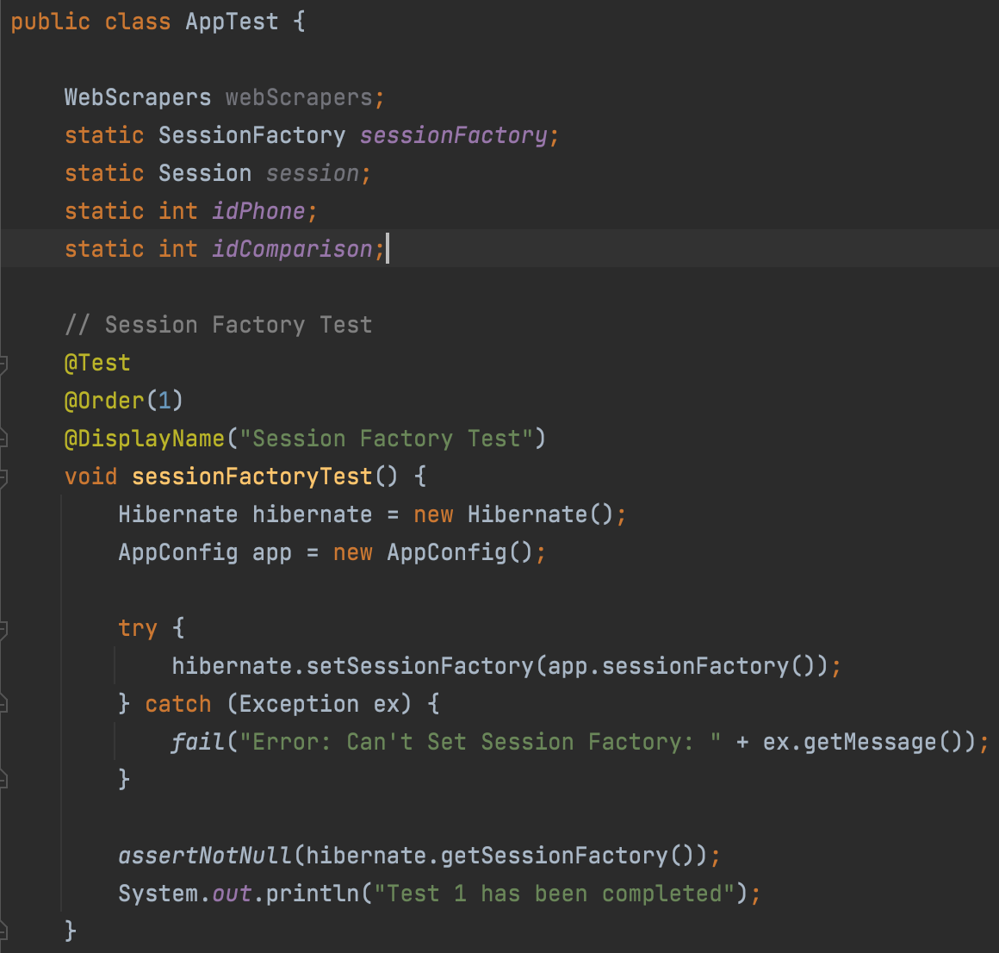 public class AppTest {
WebScrapers webScrapers;
static SessionFactory sessionFactory;
static Session session;
static int idPhone;
static int idComparison;
// Session Factory Test
@Test
@Order(1)
@DisplayName("Session Factory Test")
void sessionFactoryTest() {
Hibernate hibernate = new Hibernate();
AppConfig app = new AppConfig();
try {
hibernate.setSessionFactory(app.sessionFactory());
} catch (Exception ex) {
fail("Error: Can't Set Session Factory: " + ex.getMessage());
}
assertNotNull(hibernate.getSessionFactory());
System.out.println("Test 1 has been completed");
}